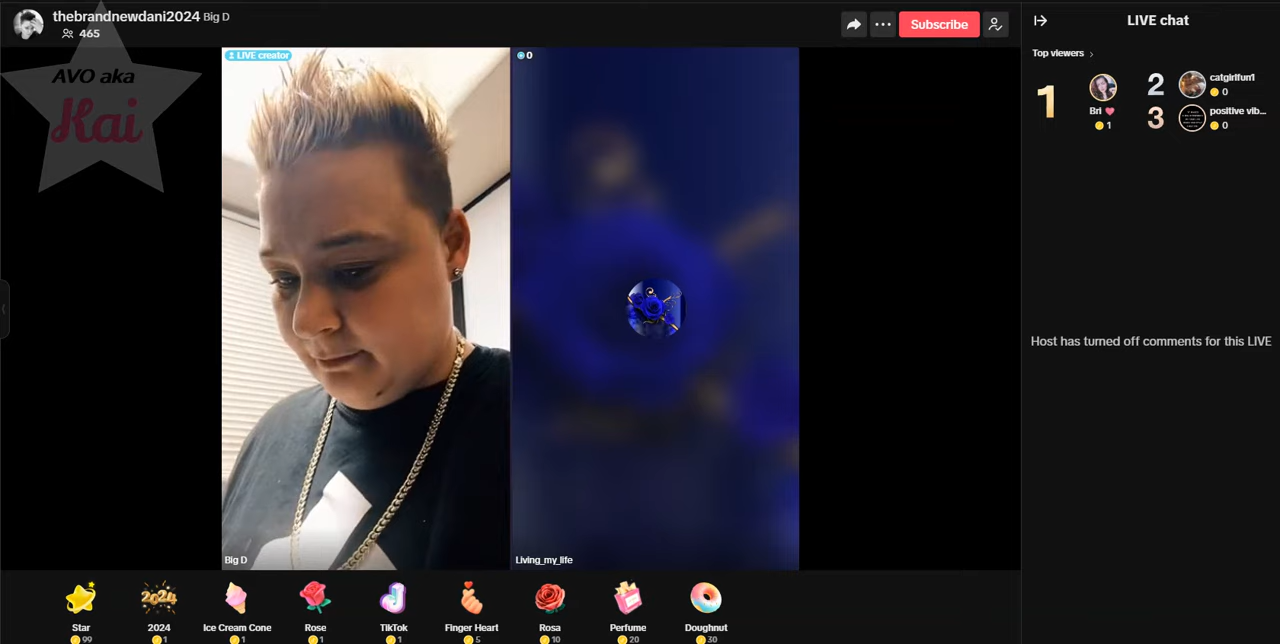 thebrandnewdani2024 Big D
465
AVO aka
Kai
Subscribe
LIVE creator
0
Big D
Living_my_life
LIVE chat
Top viewers
1
Bri
1
2
catgirlfun1
0
3
positive vib...
0
Host has turned off comments for this LIVE
2024
Star
99
2024
1
Ice Cream Cone
1
Rose
1
TikTok
1
Finger Heart
5
Rosa
10
Perfume
20
Doughnut
30